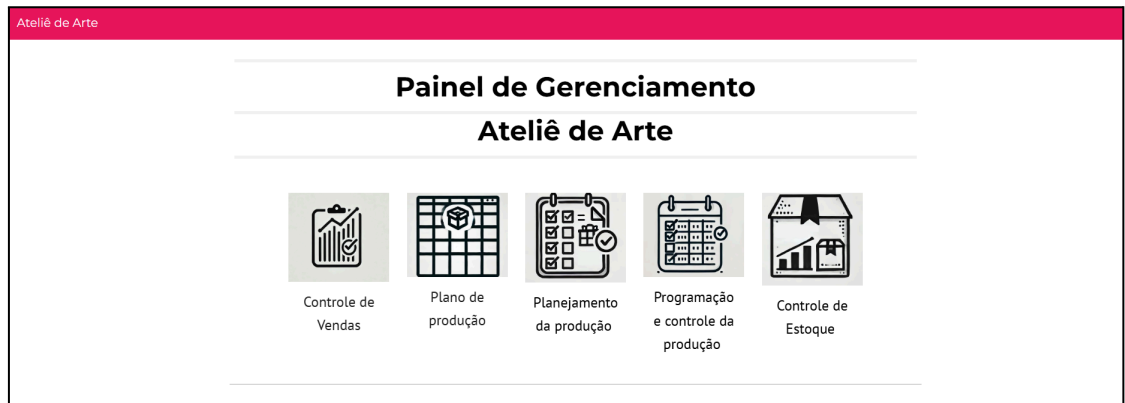 Ateliê de Arte
Painel de Gerenciamento
Ateliê de Arte
Controle de
Vendas
Plano de
produção
Planejamento
da produção
Programação
e controle da
produção
Controle de
Estoque